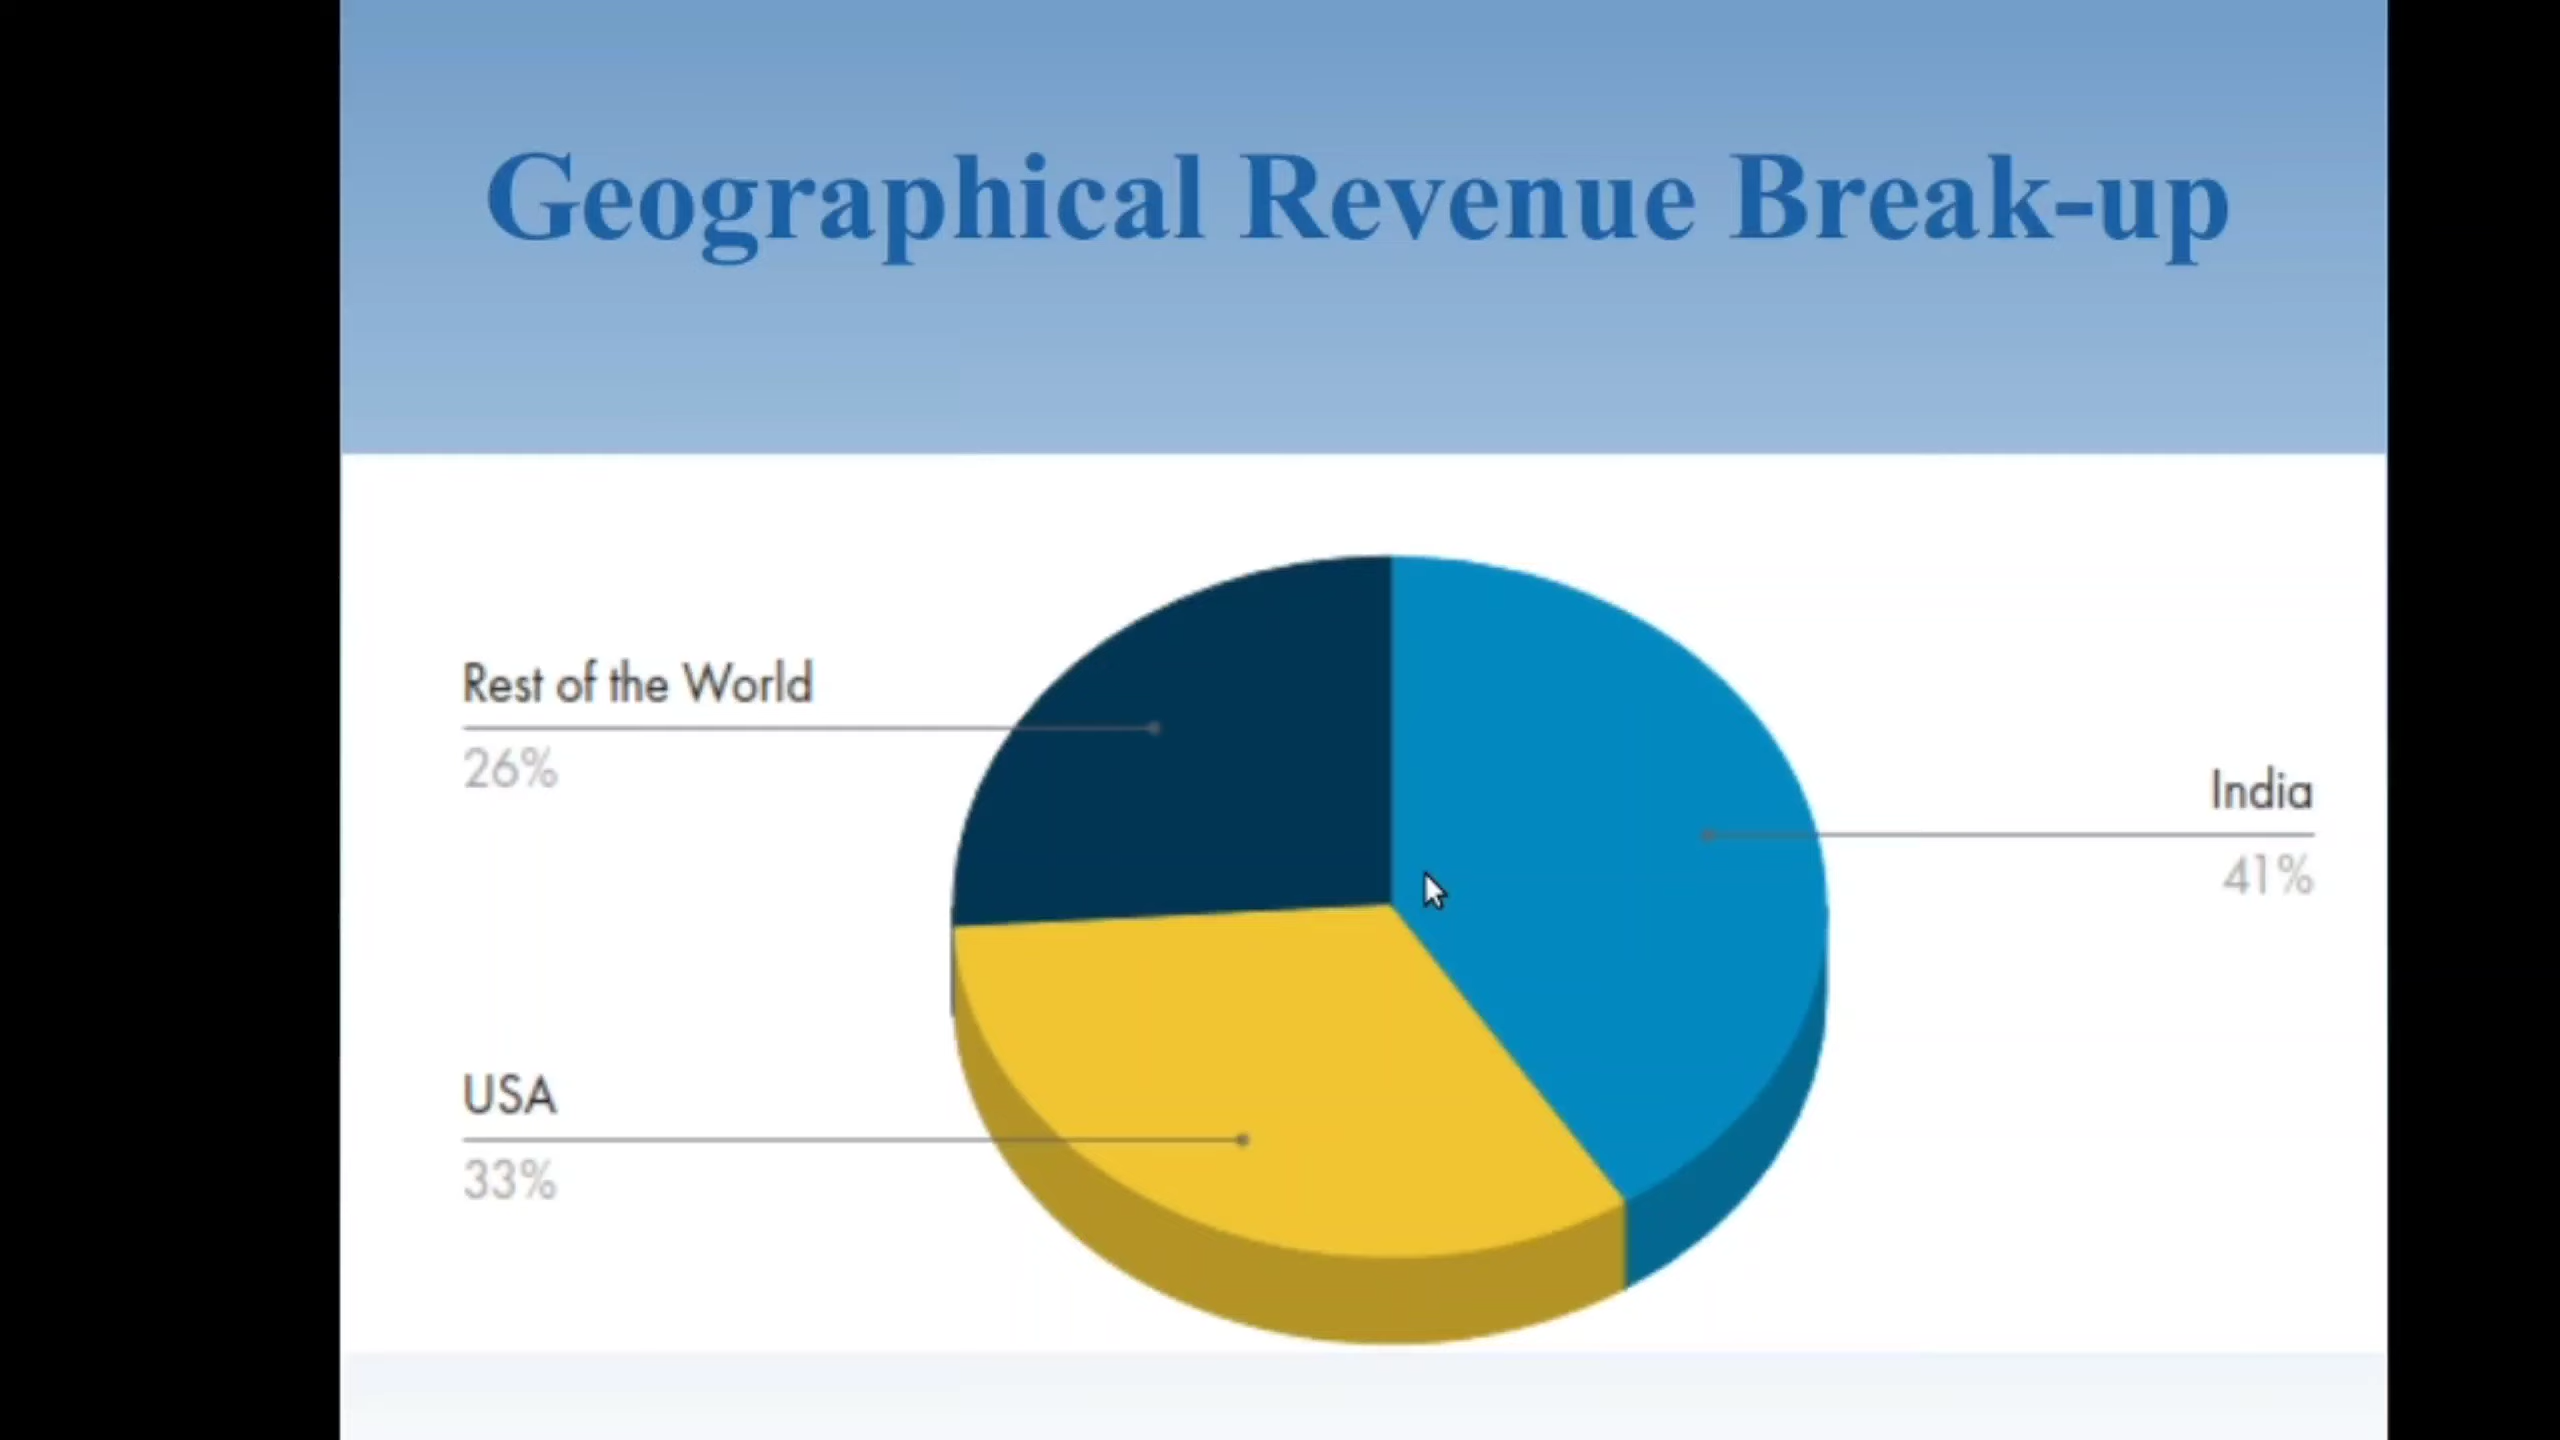 Geographical Revenue Break-up
Rest of the World
26%
India
41%
USA
33%